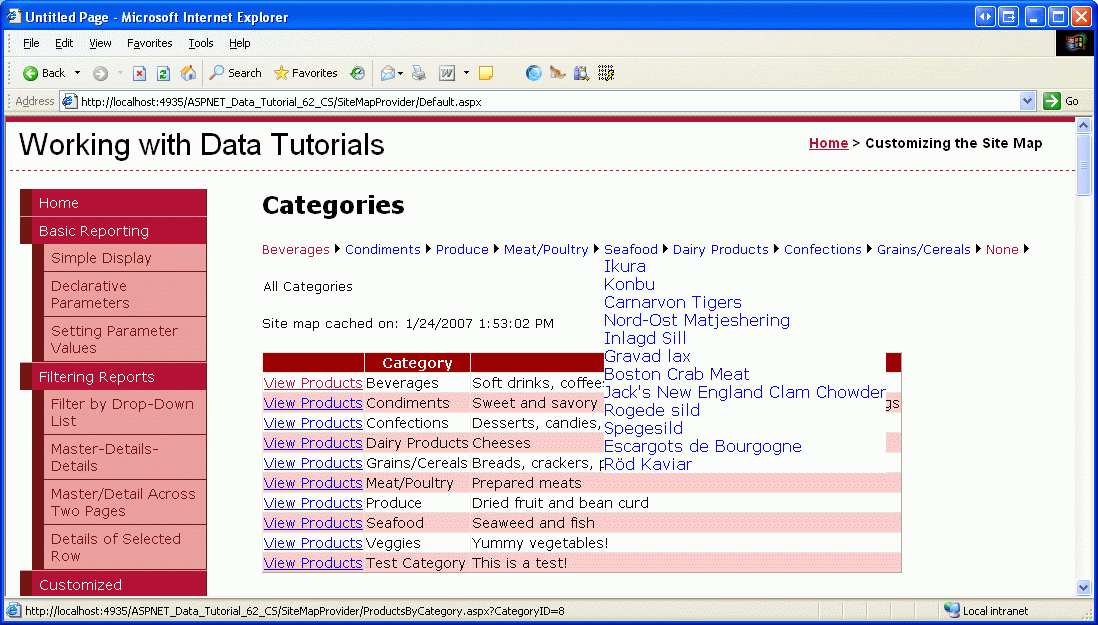 Untitled Page - Microsoft Internet Explorer
File Edit View Favorites Tools Help
Back Search Favorites
Address http://localhost:4935/ASPNET_Data_Tutorial_62_CS/SiteMapProvider/Default.aspx Go
Working with Data Tutorials
Home > Customizing the Site Map
Home
Basic Reporting
Simple Display
Declarative
Parameters
Setting Parameter
Values
Filtering Reports
Filter by Drop-Down
List
Master-Details-
Details
Master/Detail Across
Two Pages
Details of Selected
Row
Customized
Categories
Beverages Condiments Produce Meat/Poultry Seafood Dairy Products Confections Grains/Cereals None
Ikura
Konbu
Carnarvon Tigers
Nord-Ost Matjeshering
Inlagd Sill
Gravad lax
Boston Crab Meat
Jack's New England Clam Chowder
Rogede sild
Spegesild
Escargots de Bourgogne
Röd Kaviar
All Categories
Site map cached on: 1/24/2007 1:53:02 PM
Category
View Products Beverages Soft drinks, coffee
View Products Condiments Sweet and savory gs
View Products Confections Desserts, candies,
View Products Dairy Products Cheeses
View Products Grains/Cereals Breads, crackers, p
View Products Meat/Poultry Prepared meats
View Products Produce Dried fruit and bean curd
View Products Seafood Seaweed and fish
View Products Veggies Yummy vegetables!
View Products Test Category This is a test!
http://localhost:4935/ASPNET_Data_Tutorial_62_CS/SiteMapProvider/ProductsByCategory.aspx?CategoryID=8 Local intranet